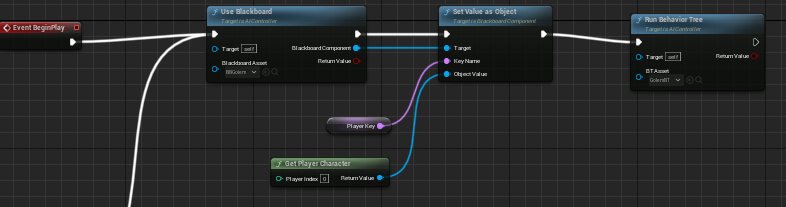 Event BeginPlay
Use Blackboard
Target is AIController
Target self
Blackboard Component
Blackboard Asset
Return Value
BBGolem
Set Value as Object
Target is Blackboard Component
Target
Key Name
Object Value
Run Behavior Tree
Target is AIController
Target self
Return Value
BT Asset
GolemBT
Player Key
Get Player Character
Player Index 0
Return Value